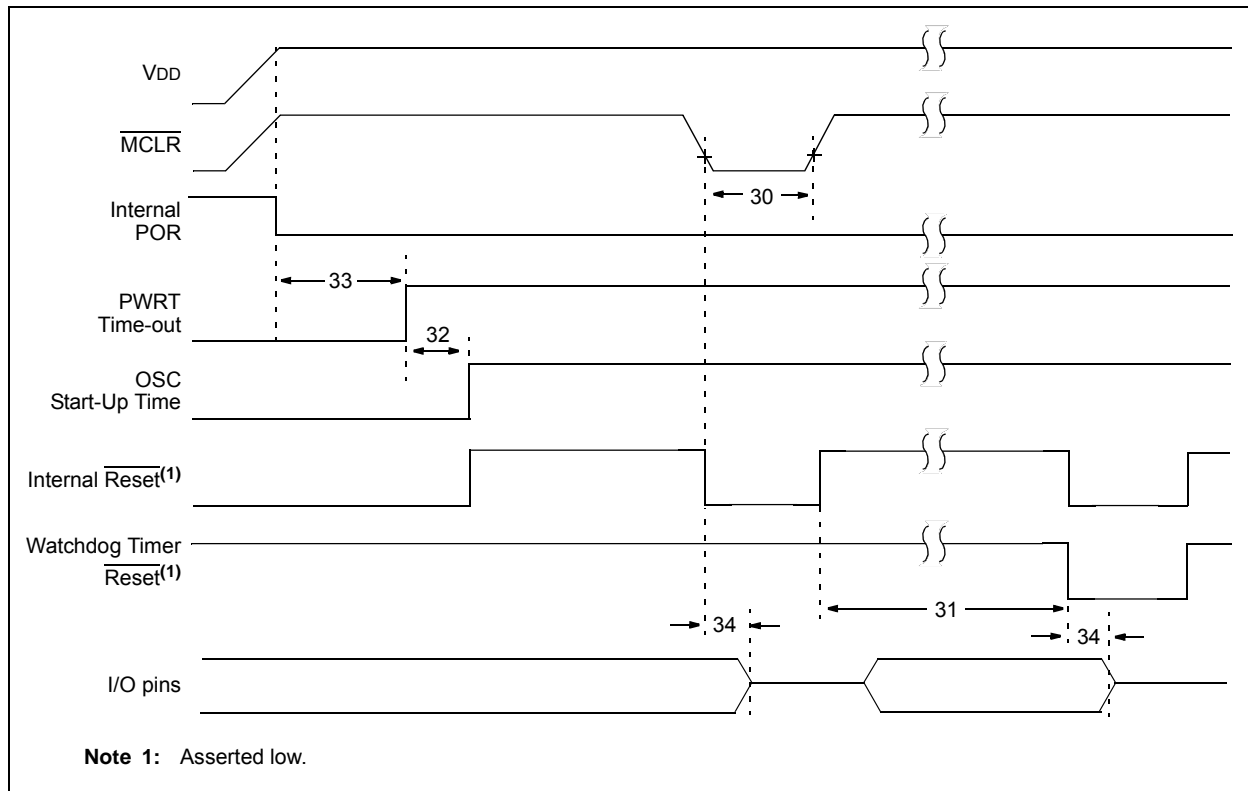 VDD
MCLR
30
Internal
POR
33
PWRT
Time-out
32
OSC
Start-Up Time
Internal Reset(1)
Watchdog Timer
Reset(1)
31
34
34
I/O pins
Note 1: Asserted low.